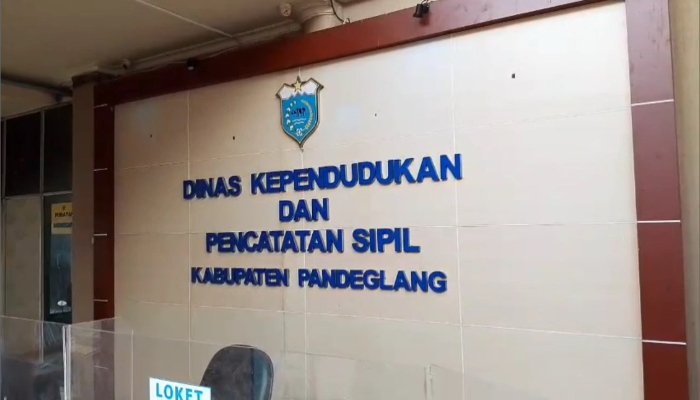 DINAS KEPENDUDUKAN
DAN
PENCATATAN SIPIL
KABUPATEN PANDEGLANG
LOKET